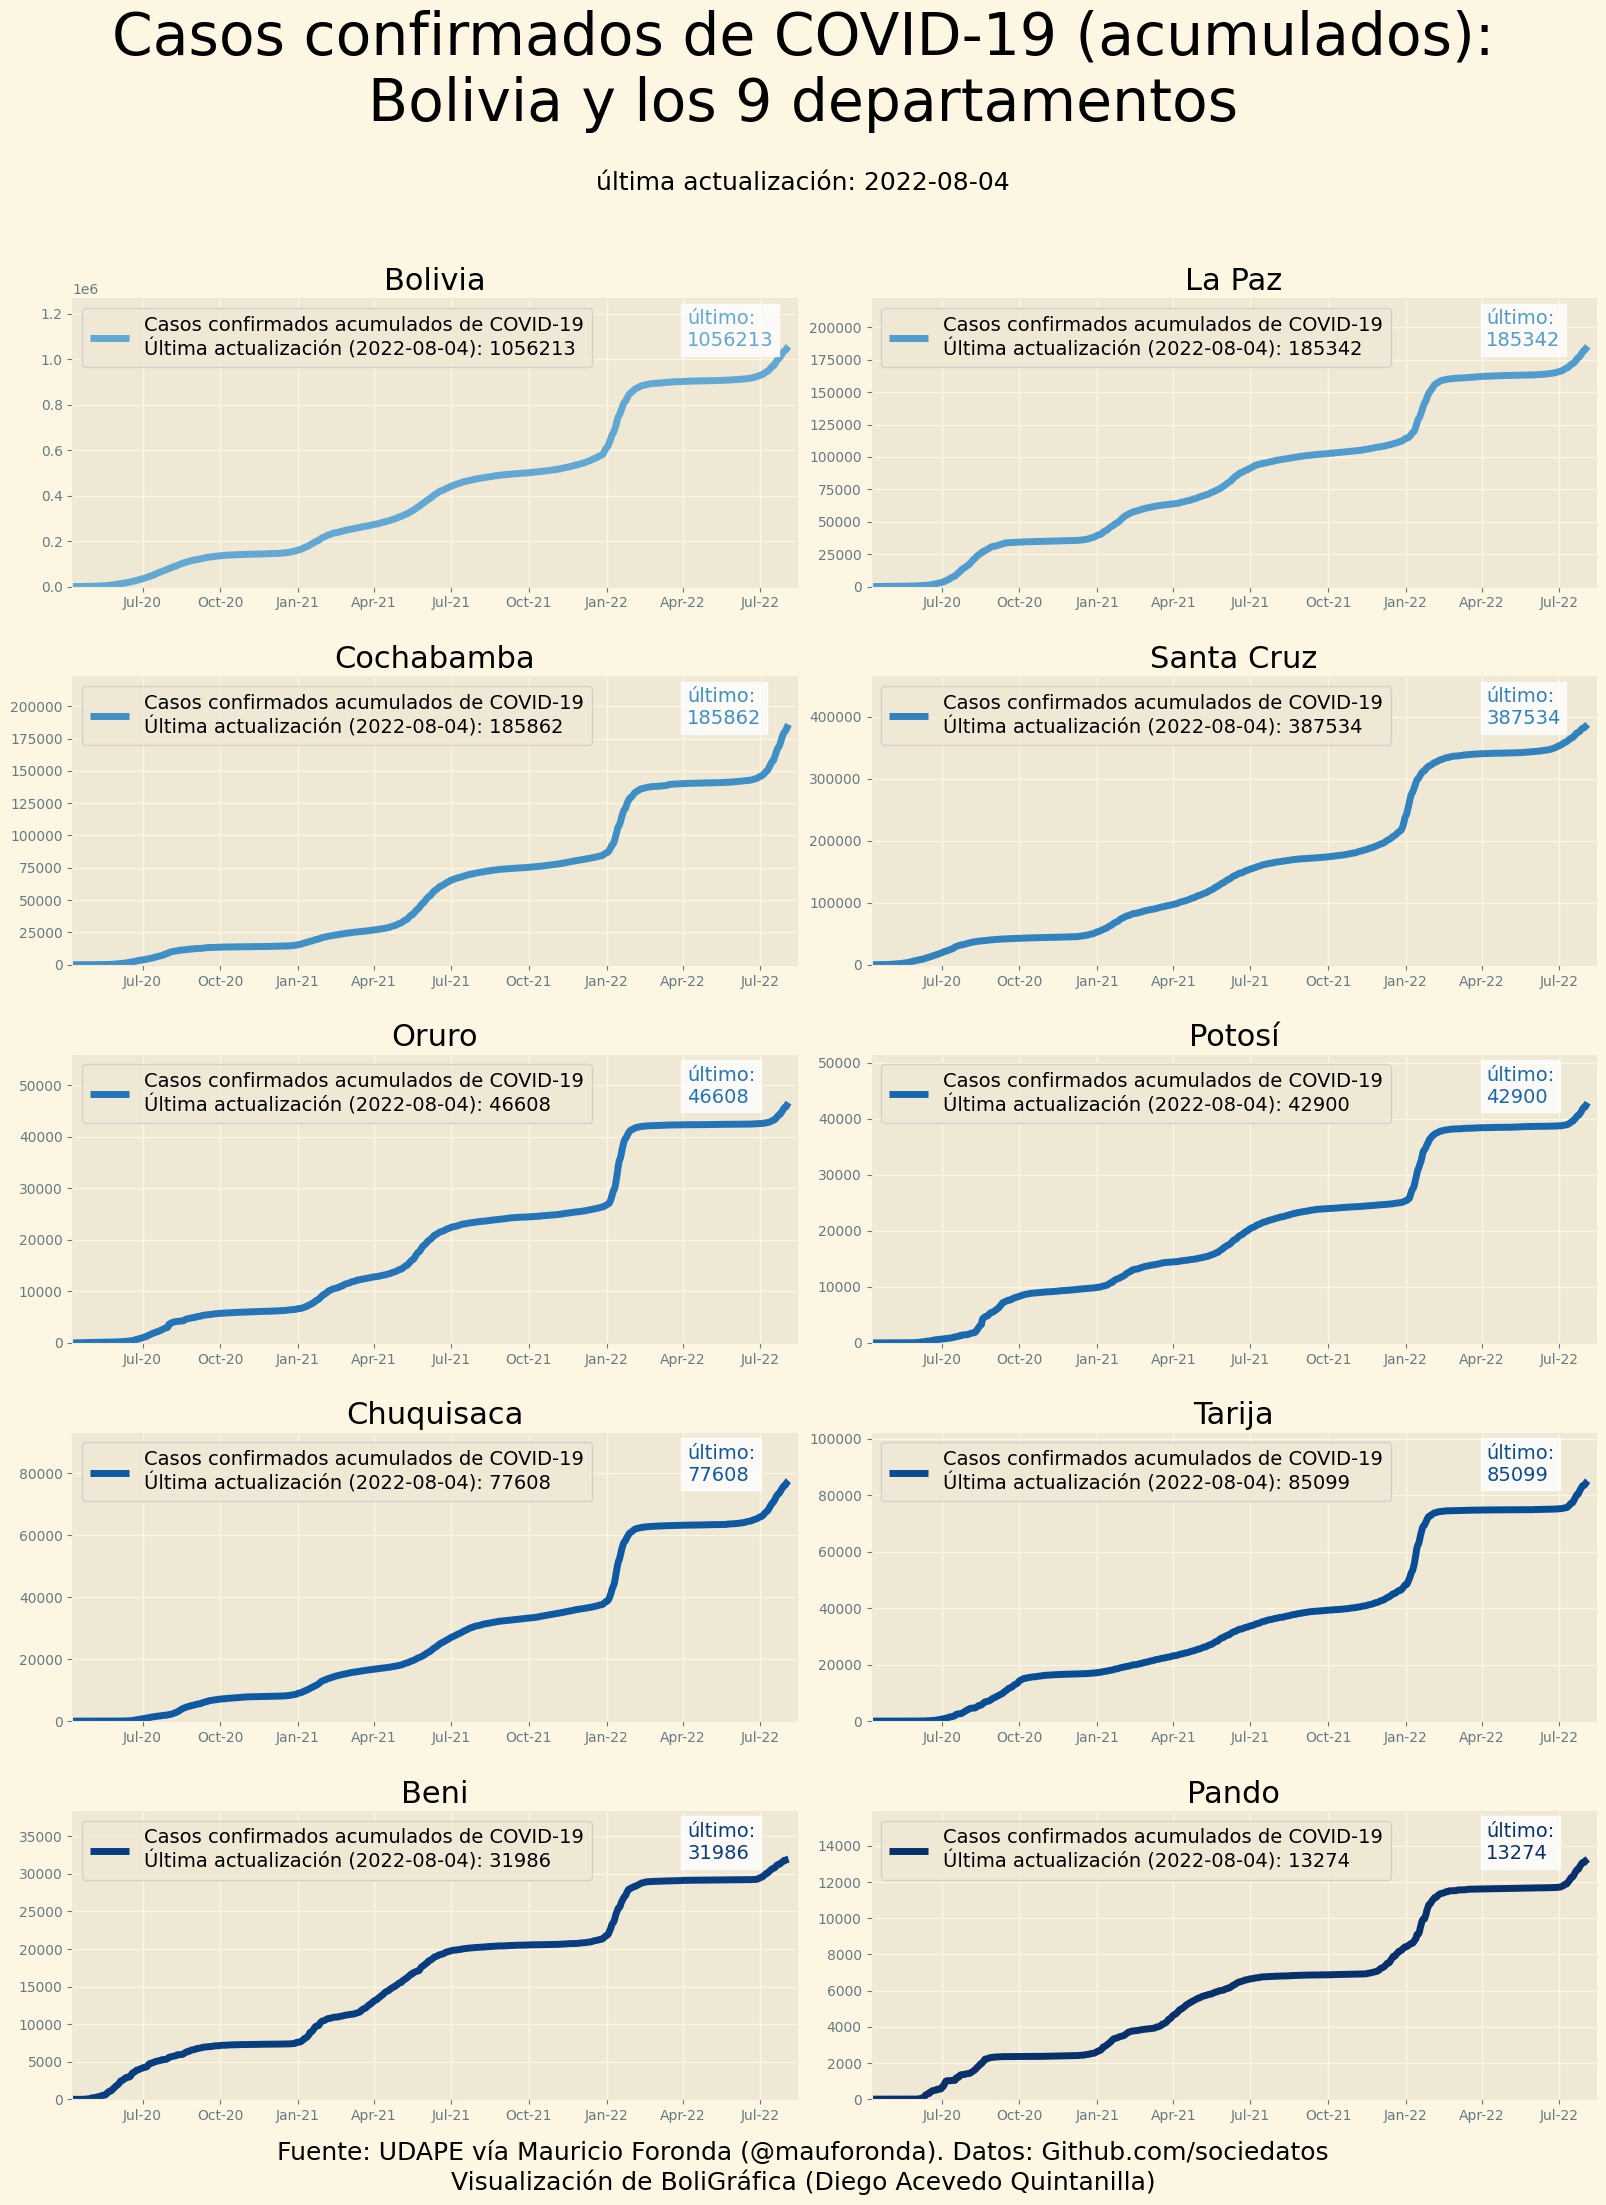 Casos confirmados de COVID-19 (acumulados):
Bolivia y los 9 departamentos
última actualización: 2022-08-04
Bolivia
1e6
Casos confirmados acumulados de COVID-19
Última actualización (2022-08-04): 1056213
último:
1056213
1.2
1.0
0.8
0.6
0.4
0.2
0.0
Jul-20 Oct-20 Jan-21 Apr-21 Jul-21 Oct-21 Jan-22 Apr-22 Jul-22
La Paz
Casos confirmados acumulados de COVID-19
Última actualización (2022-08-04): 185342
último:
185342
200000
175000
150000
125000
100000
75000
50000
25000
0
Jul-20 Oct-20 Jan-21 Apr-21 Jul-21 Oct-21 Jan-22 Apr-22 Jul-22
Cochabamba
Casos confirmados acumulados de COVID-19
Última actualización (2022-08-04): 185862
último:
185862
200000
175000
150000
125000
100000
75000
50000
25000
0
Jul-20 Oct-20 Jan-21 Apr-21 Jul-21 Oct-21 Jan-22 Apr-22 Jul-22
Santa Cruz
Casos confirmados acumulados de COVID-19
Última actualización (2022-08-04): 387534
último:
387534
400000
300000
200000
100000
0
Jul-20 Oct-20 Jan-21 Apr-21 Jul-21 Oct-21 Jan-22 Apr-22 Jul-22
Oruro
Casos confirmados acumulados de COVID-19
Última actualización (2022-08-04): 46608
último:
46608
50000
40000
30000
20000
10000
0
Jul-20 Oct-20 Jan-21 Apr-21 Jul-21 Oct-21 Jan-22 Apr-22 Jul-22
Potosí
Casos confirmados acumulados de COVID-19
Última actualización (2022-08-04): 42900
último:
42900
50000
40000
30000
20000
10000
0
Jul-20 Oct-20 Jan-21 Apr-21 Jul-21 Oct-21 Jan-22 Apr-22 Jul-22
Chuquisaca
Casos confirmados acumulados de COVID-19
Última actualización (2022-08-04): 77608
último:
77608
80000
60000
40000
20000
0
Jul-20 Oct-20 Jan-21 Apr-21 Jul-21 Oct-21 Jan-22 Apr-22 Jul-22
Tarija
Casos confirmados acumulados de COVID-19
Última actualización (2022-08-04): 85099
último:
85099
100000
80000
60000
40000
20000
0
Jul-20 Oct-20 Jan-21 Apr-21 Jul-21 Oct-21 Jan-22 Apr-22 Jul-22
Beni
Casos confirmados acumulados de COVID-19
Última actualización (2022-08-04): 31986
último:
31986
35000
30000
25000
20000
15000
10000
5000
0
Jul-20 Oct-20 Jan-21 Apr-21 Jul-21 Oct-21 Jan-22 Apr-22 Jul-22
Pando
Casos confirmados acumulados de COVID-19
Última actualización (2022-08-04): 13274
último:
13274
14000
12000
10000
8000
6000
4000
2000
0
Jul-20 Oct-20 Jan-21 Apr-21 Jul-21 Oct-21 Jan-22 Apr-22 Jul-22
Fuente: UDAPE vía Mauricio Foronda (@mauforonda). Datos: Github.com/sociedatos
Visualización de BoliGráfica (Diego Acevedo Quintanilla)